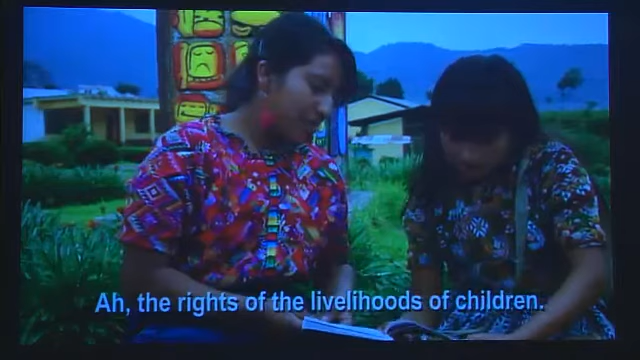 Ah, the rights of the livelihoods of children.